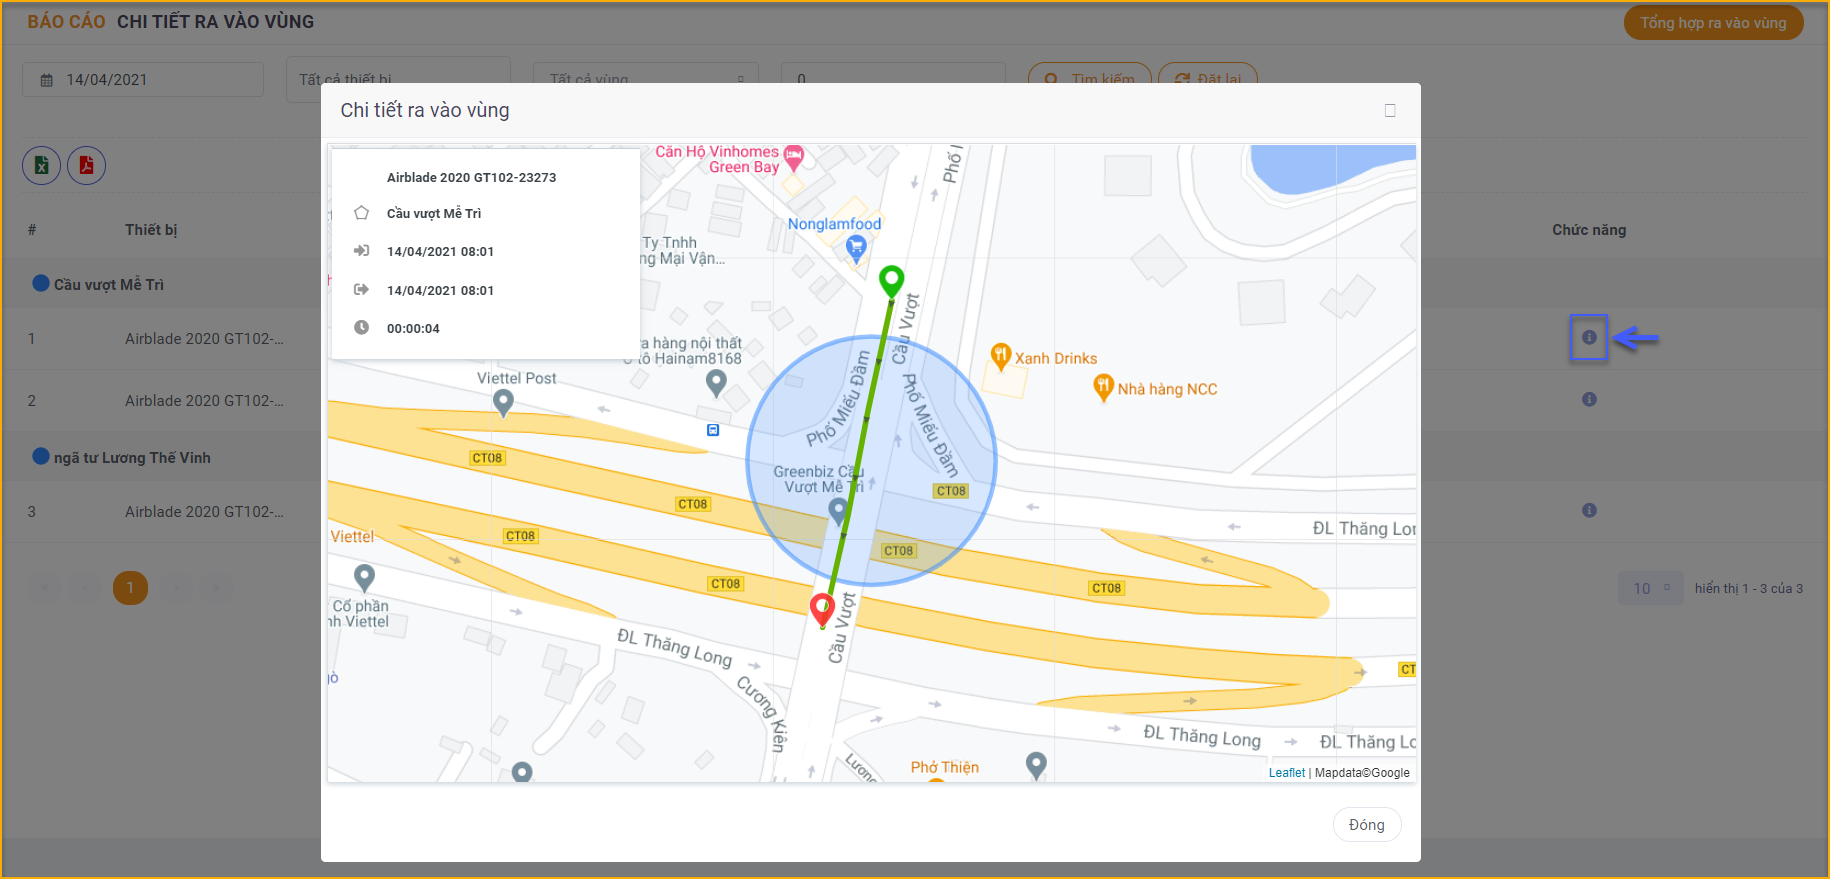 BÁO CÁO CHI TIẾT RA VÀO VÙNG
Tổng hợp ra vào vùng
14/04/2021
Tất cả thiết bị
Tất cả vùng
0
Tìm kiếm
Đặt lại
Chi tiết ra vào vùng
# Thiết bị Chức năng
Cầu vượt Mễ Trì
1 Airblade 2020 GT102-...
2 Airblade 2020 GT102-...
ngã tư Lương Thế Vinh
3 Airblade 2020 GT102-...
1
10
hiển thị 1 - 3 của 3
Airblade 2020 GT102-23273
Cầu vượt Mễ Trì
14/04/2021 08:01
14/04/2021 08:01
00:00:04
Căn Hộ Vinhomes
Green Bay
Phố
Nonglamfood
Ty Tnhh
ng Mại Vận...
Cầu Vượt
a hàng nội thất
ô tô Hainam8168
Xanh Drinks
Viettel Post
Nhà hàng NCC
Phố Miếu Đầm
Phố Miếu Đầm
CT08
Greenbiz Cầu
Vượt Mễ Trì
CT08
CT08
Viettel
CT08
ĐL Thăng Lon
CT08
CT08
CT08
Cổ phần
nh Viettel
Cầu Vượt
ĐL Thăng Long
CT
gò
Cương Kiên
ĐL Thăng Long
ĐL Thăng Lo
Lương
Phở Thiện
Leaflet | Mapdata©Google
Đóng